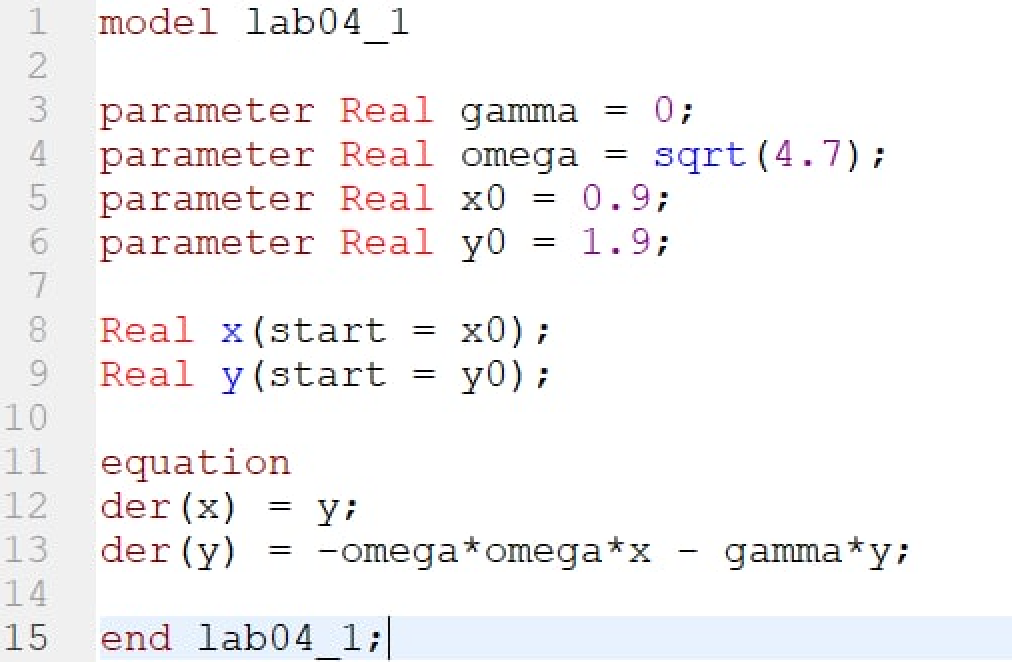 1 model lab04_1
2
3 parameter Real gamma = 0;
4 parameter Real omega = sqrt(4.7);
5 parameter Real x0 = 0.9;
6 parameter Real y0 = 1.9;
7
8 Real x(start = x0);
9 Real y(start = y0);
10
11 equation
12 der(x) = y;
13 der(y) = -omega*omega*x - gamma*y;
14
15 end lab04_1;